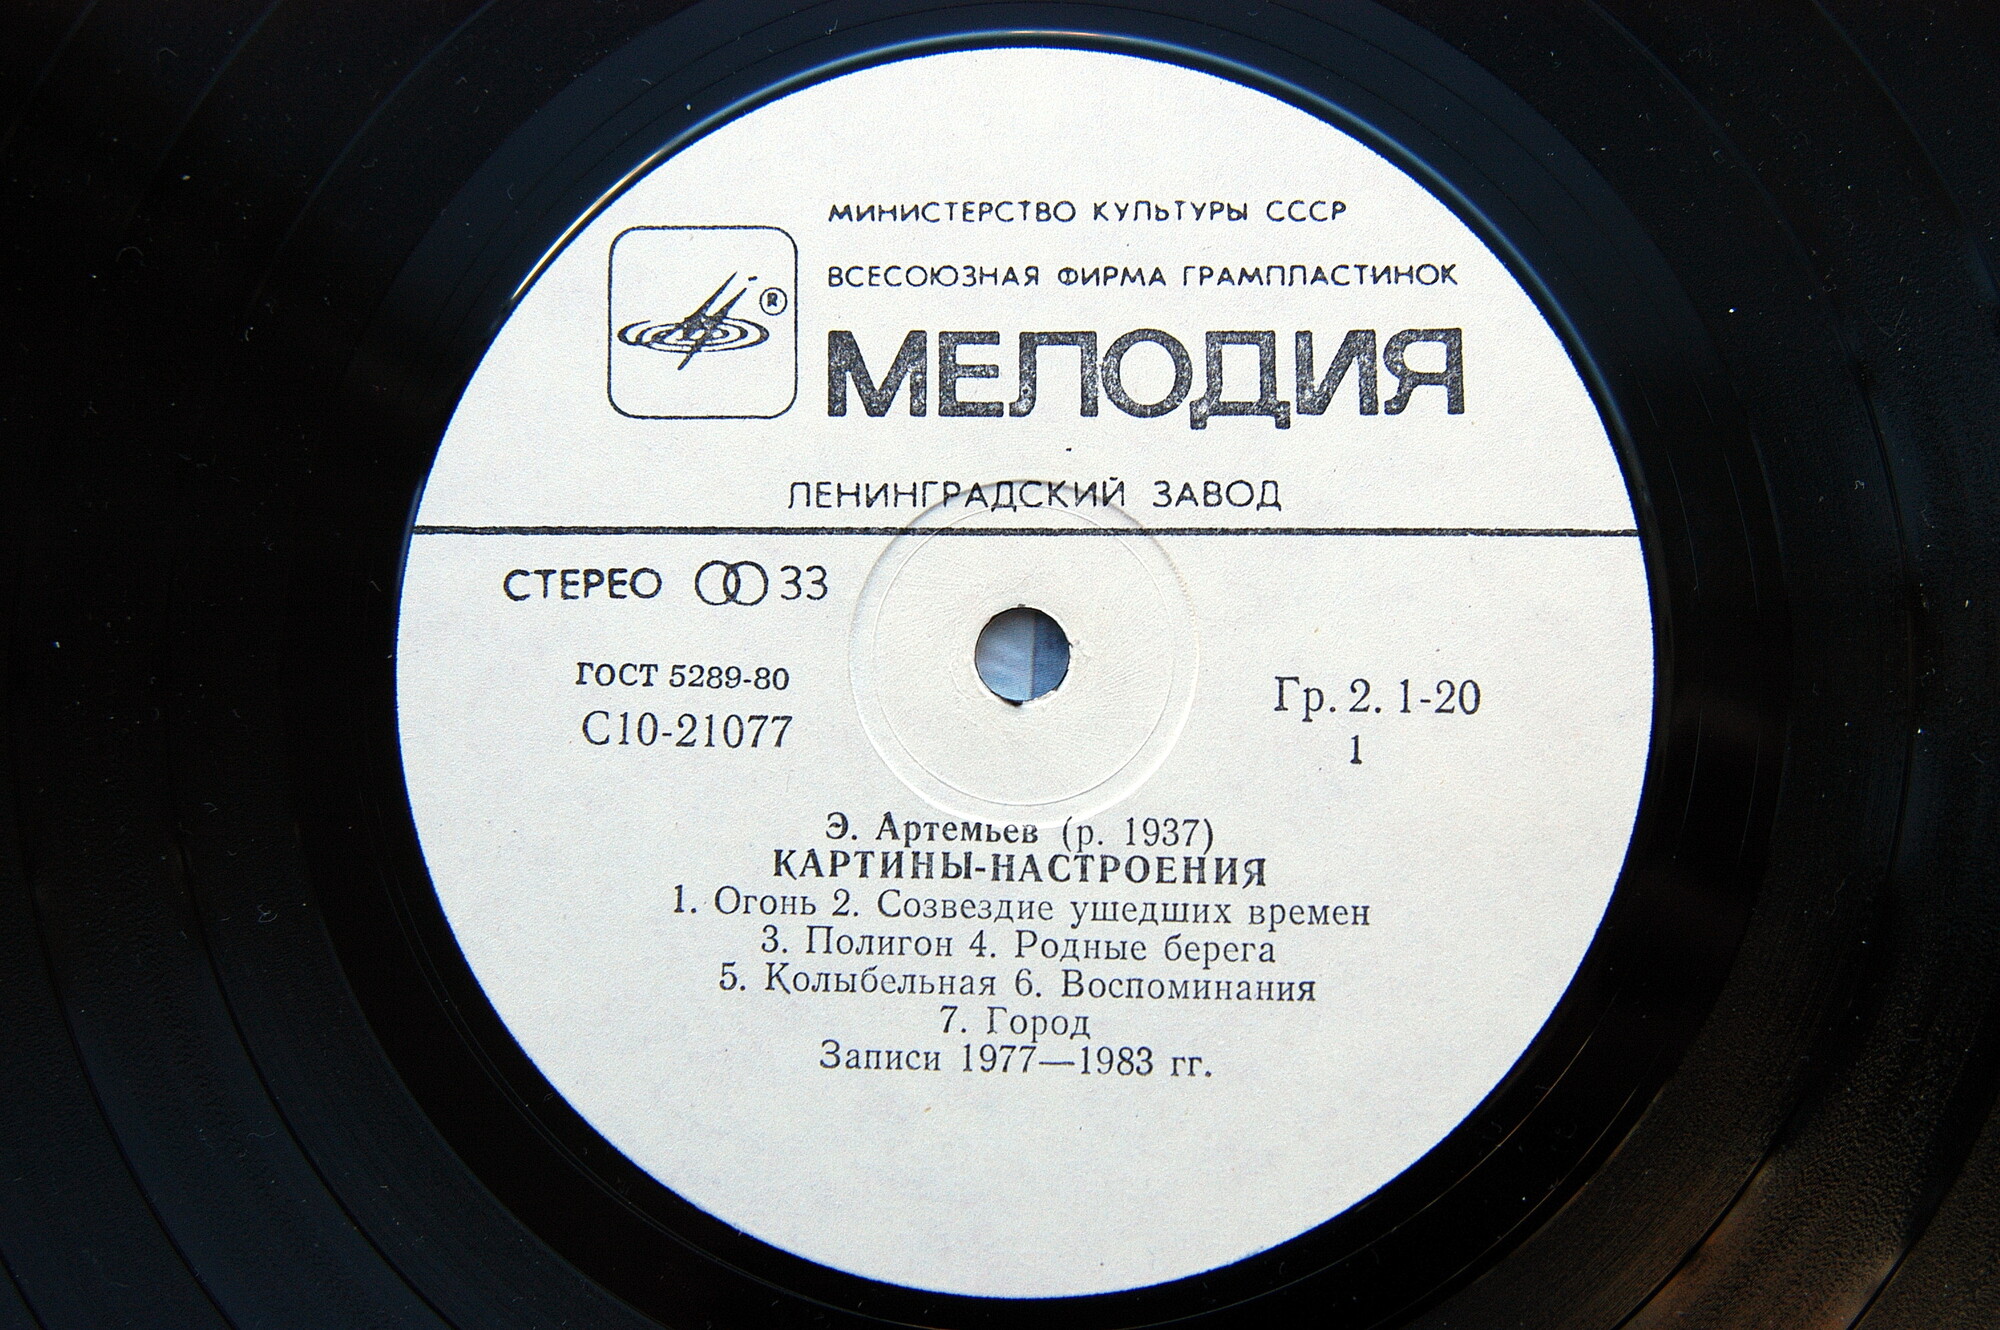 МИНИСТЕРСТВО КУЛЬТУРЫ СССР
ВСЕСОЮЗНАЯ ФИРМА ГРАМПЛАСТИНОК
®
МЕЛОДИЯ
ЛЕНИНГРАДСКИЙ ЗАВОД
СТЕРЕО 33
ГОСТ 5289-80
С10-21077
Гр. 2. 1-20
1
Э. Артемьев (р. 1937)
КАРТИНЫ-НАСТРОЕНИЯ
1. Огонь 2. Созвездие ушедших времен
3. Полигон 4. Родные берега
5. Колыбельная 6. Воспоминания
7. Город
Записи 1977—1983 гг.